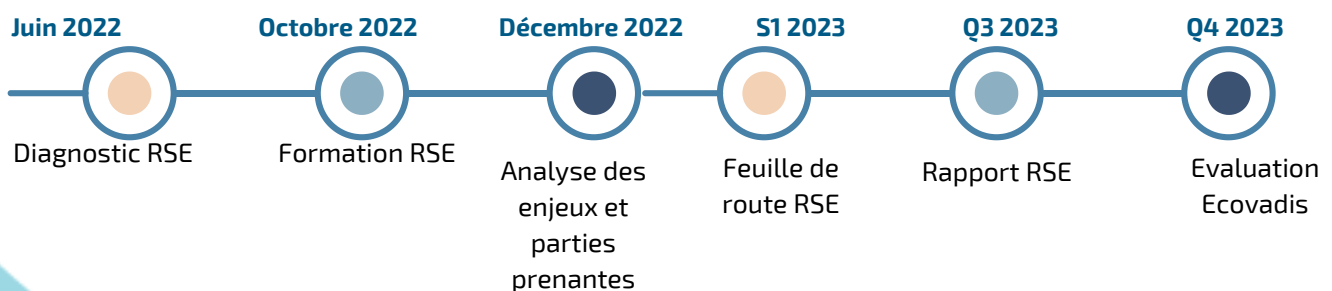 Juin 2022
Octobre 2022
Décembre 2022
S1 2023
Q3 2023
Q4 2023
Diagnostic RSE
Formation RSE
Analyse des
enjeux et
parties
prenantes
Feuille de
route RSE
Rapport RSE
Evaluation
Ecovadis